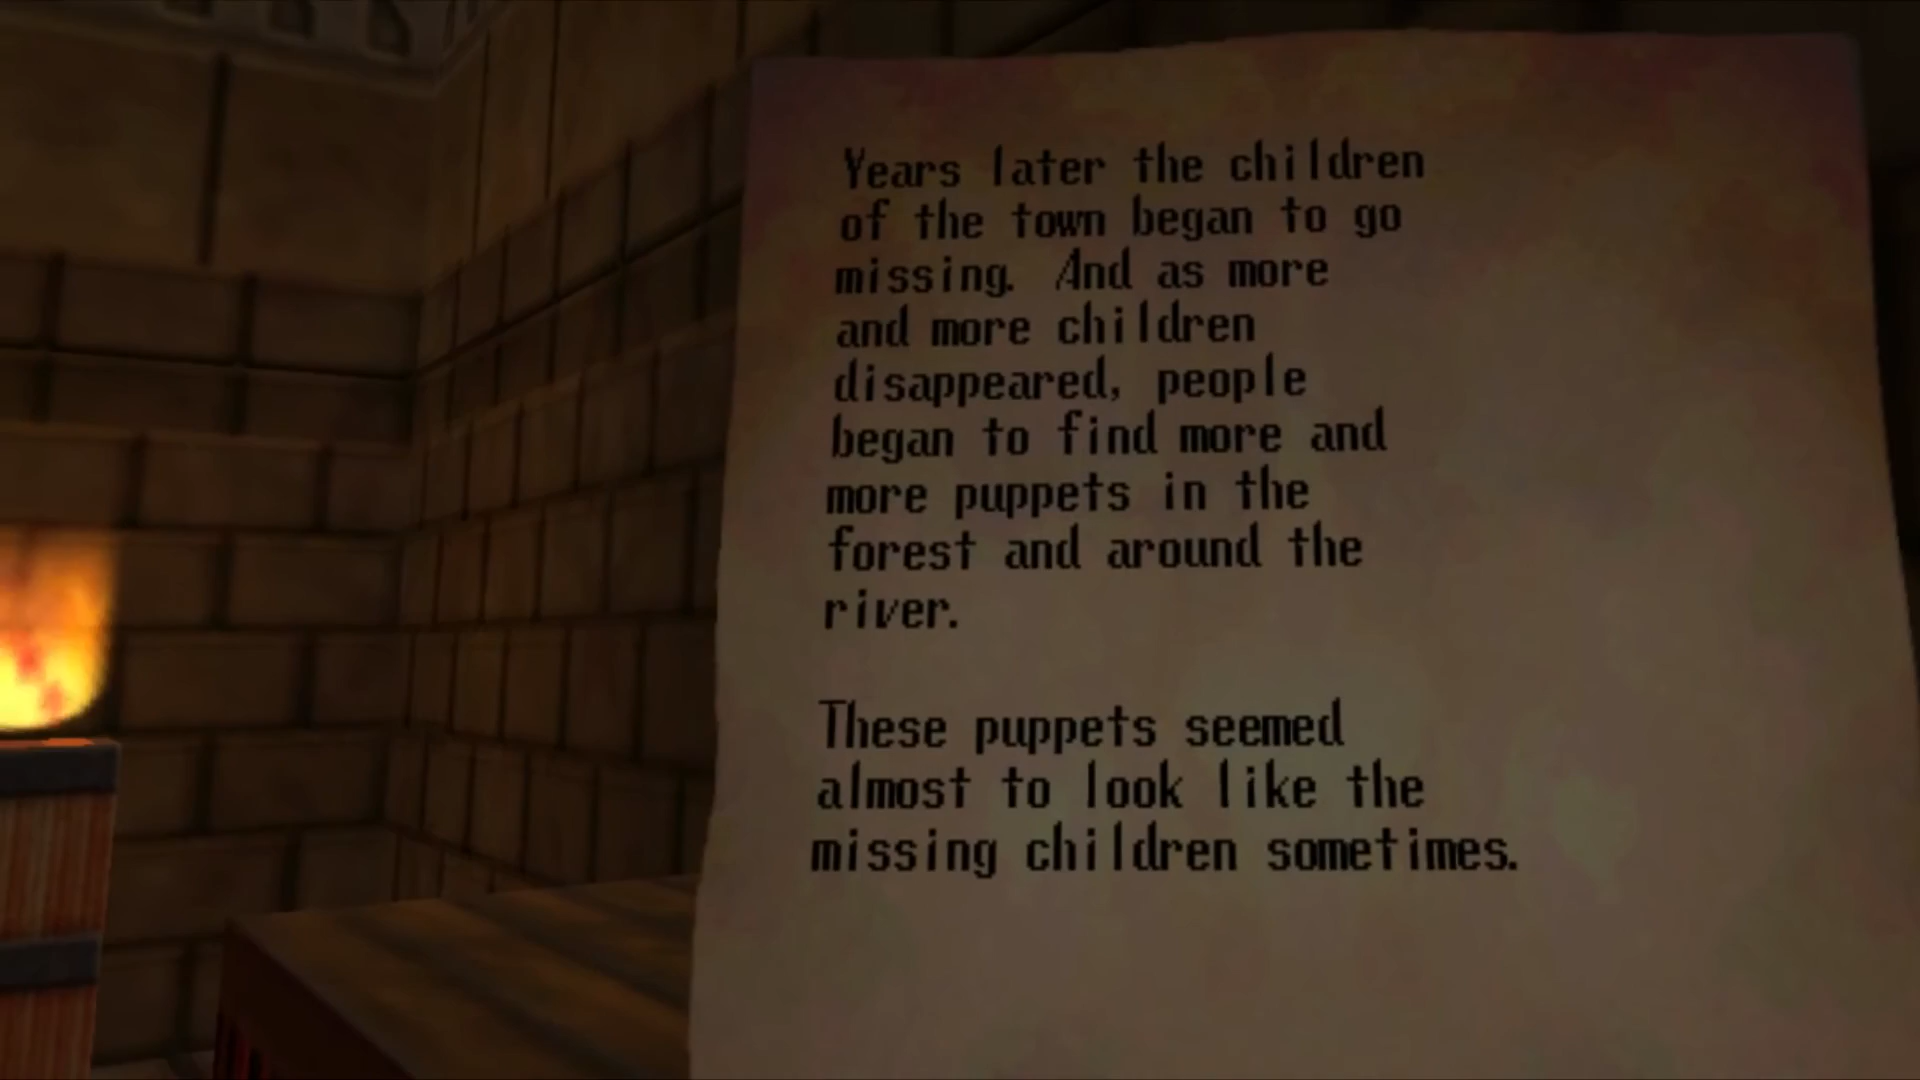 Years later the children
of the town began to go
missing. And as more
and more children
disappeared, people
began to find more and
more puppets in the
forest and around the
river.
These puppets seemed
almost to look like the
missing children sometimes.